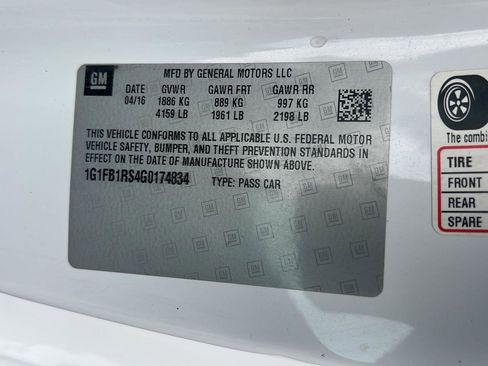 GM
MFD BY GENERAL MOTORS LLC
DATE GVWR GAWR FRT GAWR RR
04/16 1886 KG 889 KG 997 KG
4159 LB 1961 LB 2198 LB
THIS VEHICLE CONFORMS TO ALL APPLICABLE U.S. FEDERAL MOTOR
VEHICLE SAFETY, BUMPER, AND THEFT PREVENTION STANDARDS IN
EFFECT ON THE DATE OF MANUFACTURE SHOWN ABOVE.
1G1FB1RS4G0174834 TYPE: PASS CAR
The combin
TIRE
FRONT
REAR
SPARE